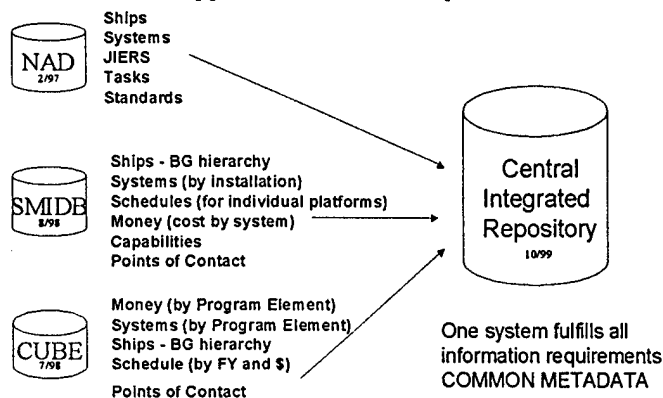 NAD
2/97
Ships
Systems
JIERS
Tasks
Standards
SMIDB
8/98
Ships - BG hierarchy
Systems (by installation)
Schedules (for individual platforms)
Money (cost by system)
Capabilities
Points of Contact
CUBE
7/98
Money (by Program Element)
Systems (by Program Element)
Ships - BG hierarchy
Schedule (by FY and $)
Points of Contact
Central
Integrated
Repository
10/99
One system fulfills all
information requirements
COMMON METADATA